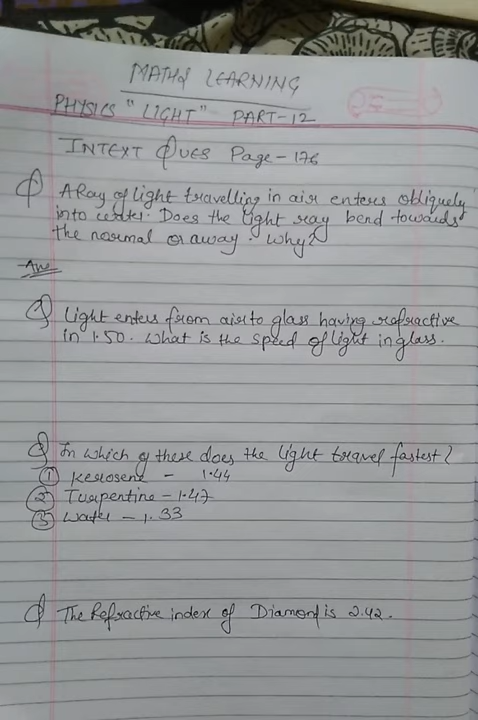 MATHS LEARNING
PHYSICS "LIGHT" PART-12
INTEXT QUES Page - 176
Q A Ray of light travelling in air enters obliquely
into water. Does the light ray bend towards
the normal or away. Why?
Ans
Q Light enters from air to glass having refractive
in 1.50. What is the speed of light in glass.
Q In which of these does the light travel fastest?
① Kerosene - 1.44
② Turpentine - 1.47
③ Water - 1.33
Q The Refractive index of Diamond is 2.42.